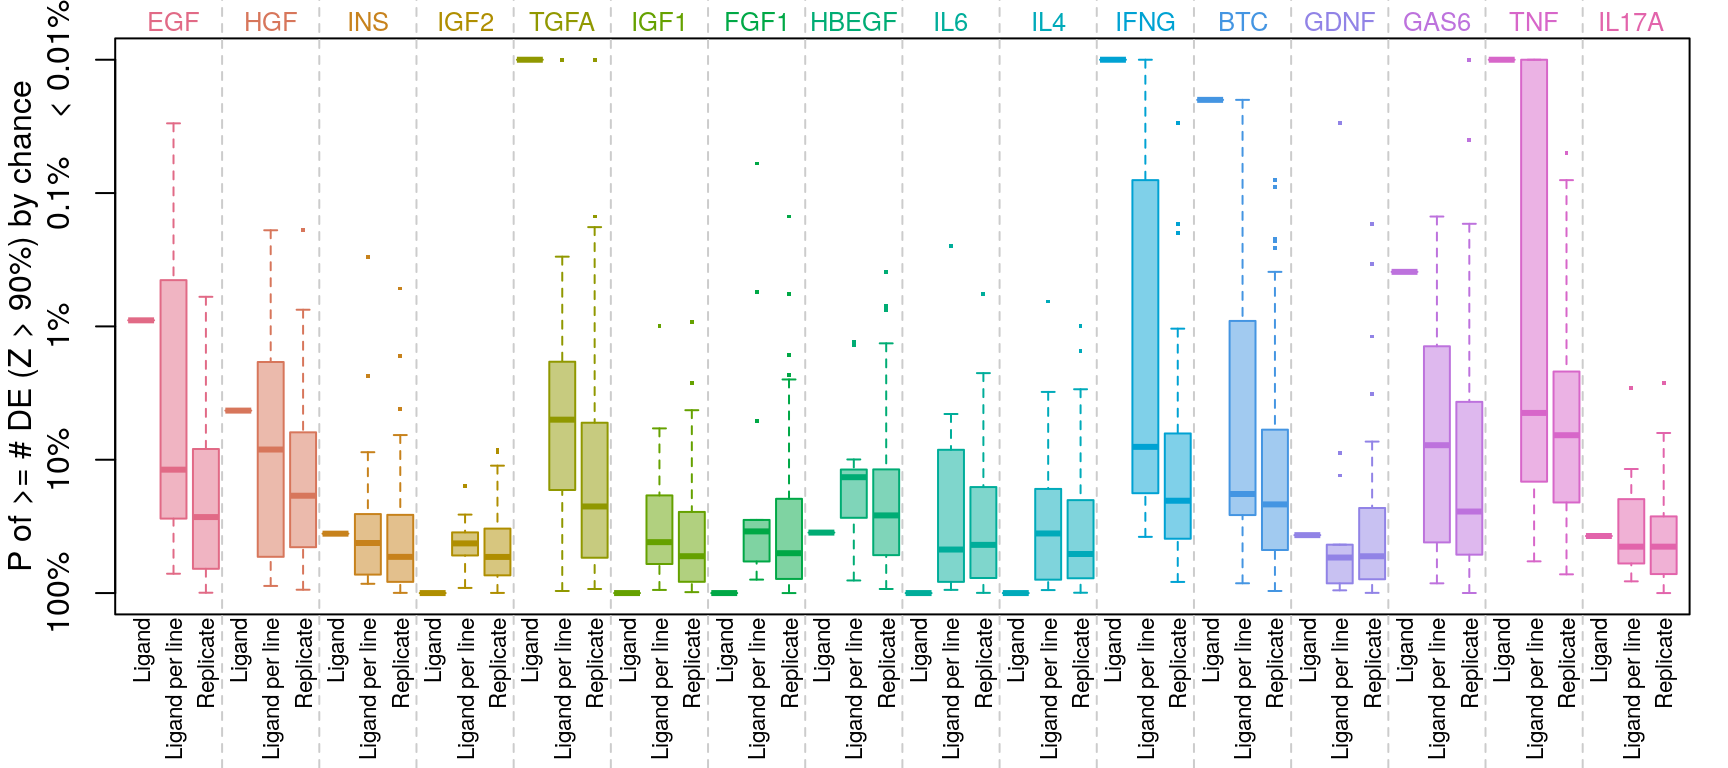 EGF HGF INS IGF2 TGFA IGF1 FGF1 HBEGF IL6 IL4 IFNG BTC GDNF GAS6 TNF IL17A
P of >= # DE (Z > 90%) by chance
< 0.01%
0.1%
1%
10%
100%
Ligand
Ligand per line
Replicate
Ligand
Ligand per line
Replicate
Ligand
Ligand per line
Replicate
Ligand
Ligand per line
Replicate
Ligand
Ligand per line
Replicate
Ligand
Ligand per line
Replicate
Ligand
Ligand per line
Replicate
Ligand
Ligand per line
Replicate
Ligand
Ligand per line
Replicate
Ligand
Ligand per line
Replicate
Ligand
Ligand per line
Replicate
Ligand
Ligand per line
Replicate
Ligand
Ligand per line
Replicate
Ligand
Ligand per line
Replicate
Ligand
Ligand per line
Replicate
Ligand
Ligand per line
Replicate